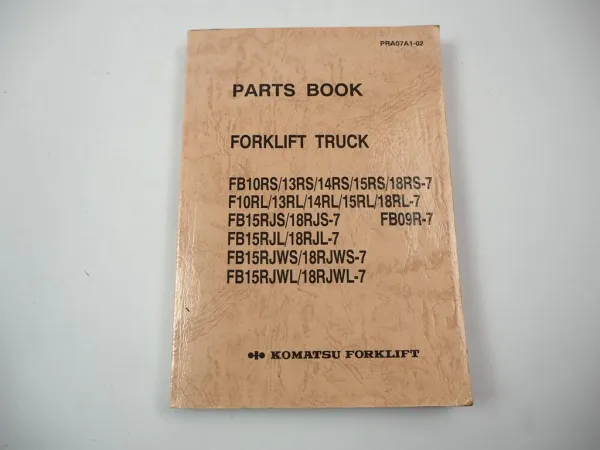 PRA07A1-02
PARTS BOOK
FORKLIFT TRUCK
FB10RS/13RS/14RS/15RS/18RS-7
F10RL/13RL/14RL/15RL/18RL-7
FB15RJS/18RJS-7 FB09R-7
FB15RJL/18RJL-7
FB15RJWS/18RJWS-7
FB15RJWL/18RJWL-7
KOMATSU FORKLIFT